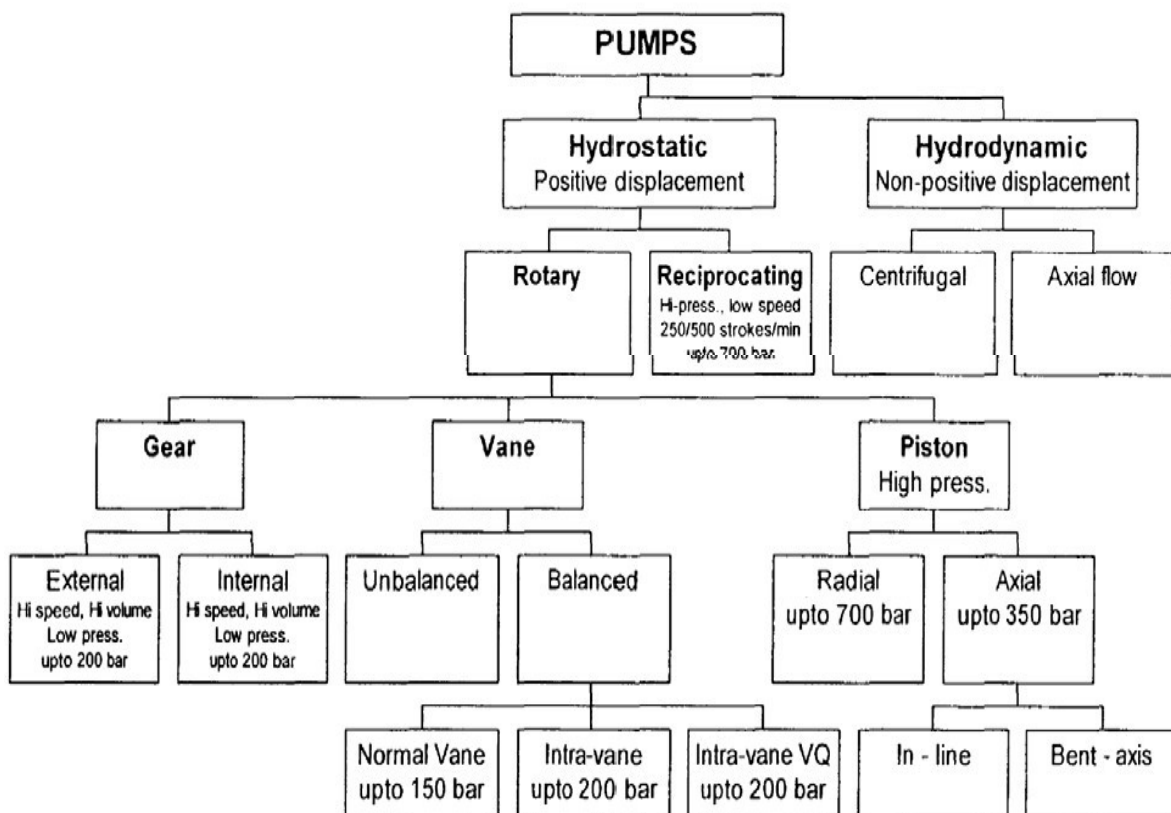 PUMPS
Hydrostatic
Positive displacement
Hydrodynamic
Non-positive displacement
Rotary
Reciprocating
Hi-press., low speed
250/500 strokes/min
upto 700 bar
Centrifugal
Axial flow
Gear
Vane
Piston
High press.
External
Hi speed, Hi volume
Low press.
upto 200 bar
Internal
Hi speed, Hi volume
Low press.
upto 200 bar
Unbalanced
Balanced
Radial
upto 700 bar
Axial
upto 350 bar
Normal Vane
upto 150 bar
Intra-vane
upto 200 bar
Intra-vane VQ
upto 200 bar
In - line
Bent - axis